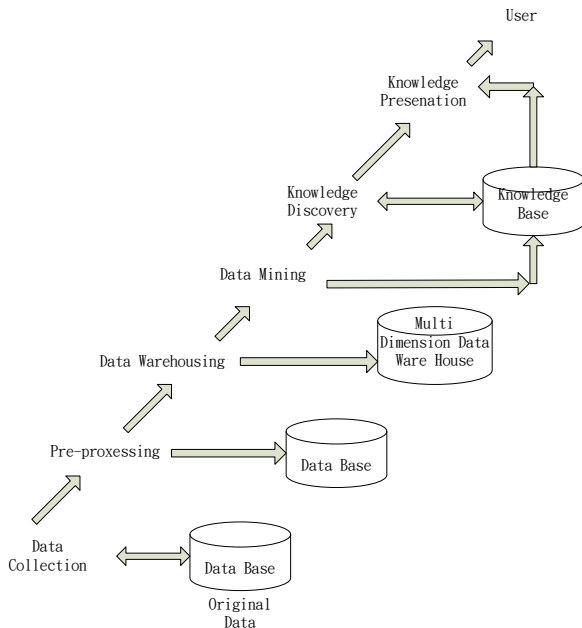 User
Knowledge
Presenation
Knowledge
Discovery
Knowledge
Base
Data Mining
Multi
Dimension Data
Ware House
Data Warehousing
Pre-proxessing
Data Base
Data
Collection
Data Base
Original
Data